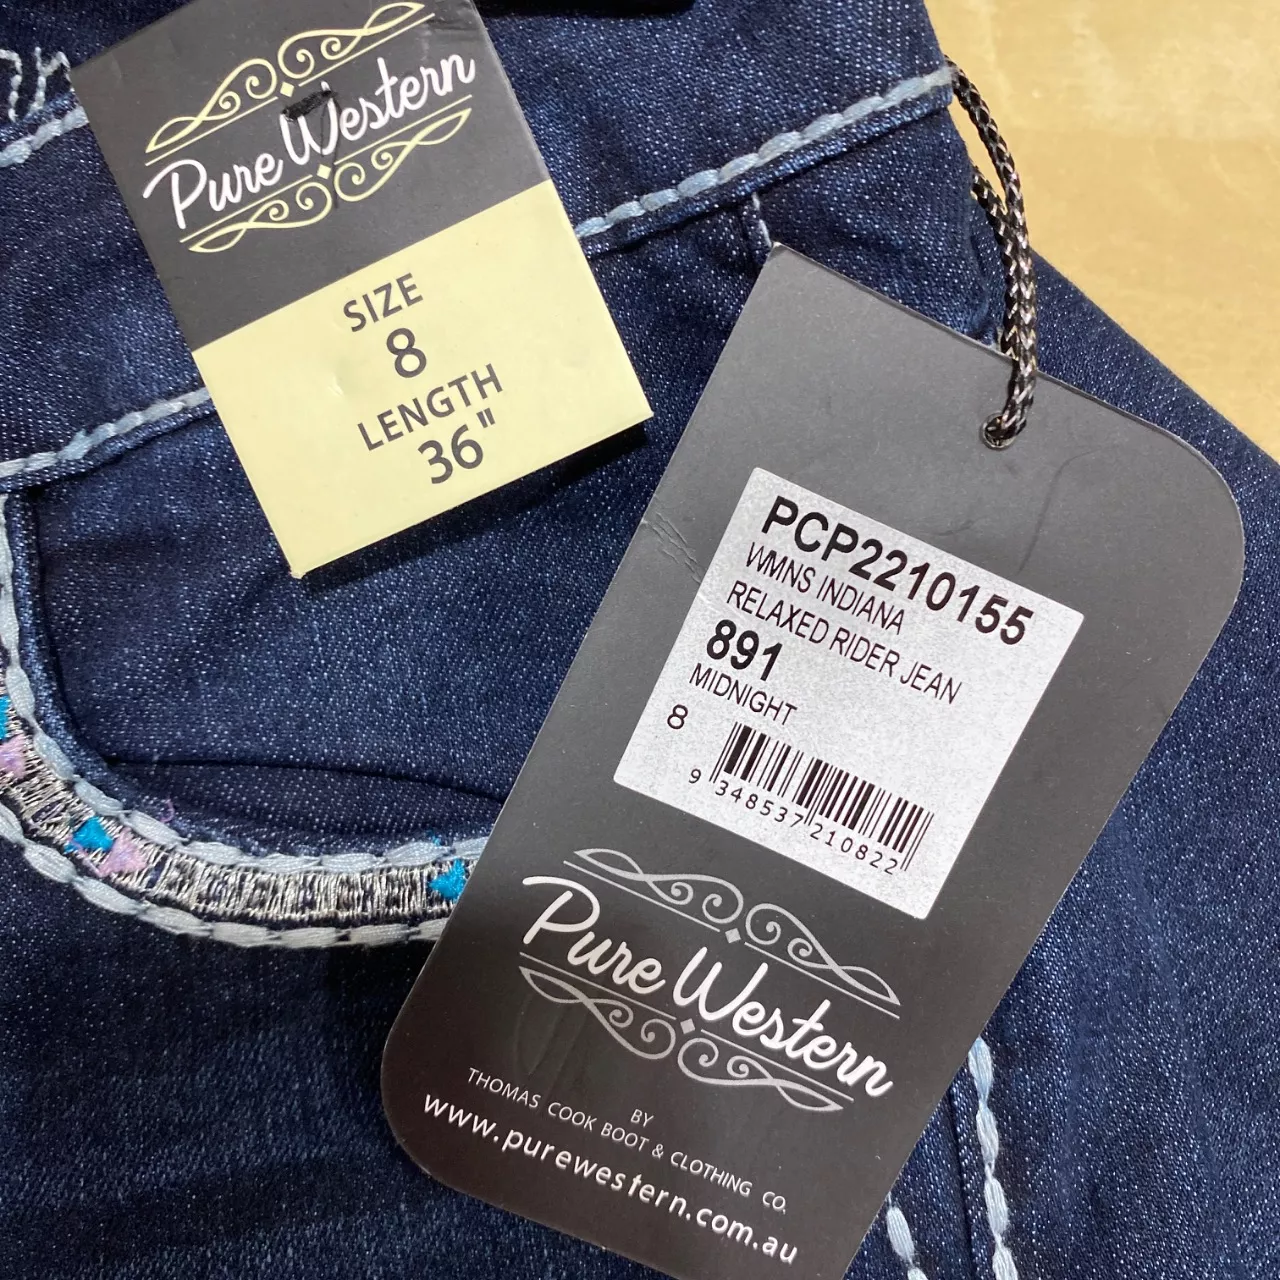 Pure Western
SIZE
8
LENGTH
36"
PCP2210155
WMNS INDIANA
RELAXED RIDER JEAN
891
MIDNIGHT
8
9 348537 210822
Pure Western
BY
THOMAS COOK BOOT & CLOTHING CO.
www.purewestern.com.au